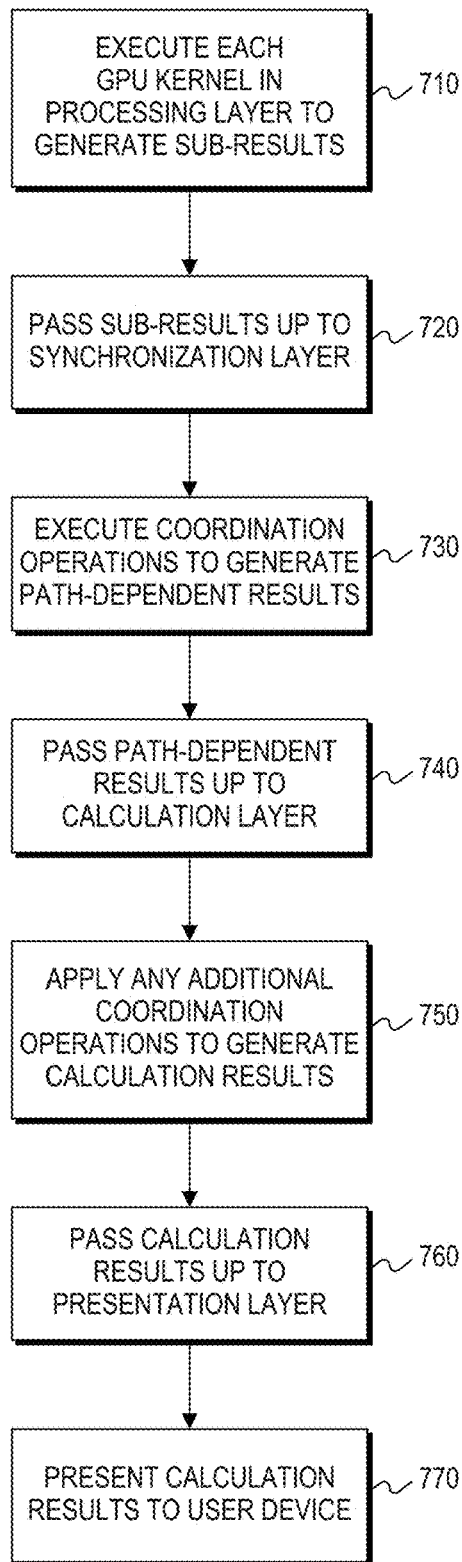 EXECUTE EACH
GPU KERNEL IN
PROCESSING LAYER TO
GENERATE SUB-RESULTS
710
PASS SUB-RESULTS UP TO
SYNCHRONIZATION LAYER
720
EXECUTE COORDINATION
OPERATIONS TO GENERATE
PATH-DEPENDENT RESULTS
730
PASS PATH-DEPENDENT
RESULTS UP TO
CALCULATION LAYER
740
APPLY ANY ADDITIONAL
COORDINATION
OPERATIONS TO GENERATE
CALCULATION RESULTS
750
PASS CALCULATION
RESULTS UP TO
PRESENTATION LAYER
760
PRESENT CALCULATION
RESULTS TO USER DEVICE
770